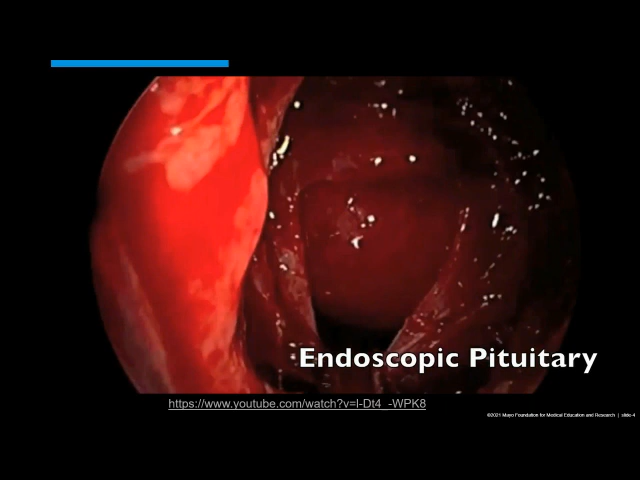 Endoscopic Pituitary
https://www.youtube.com/watch?v=l-Dt4_-WPK8
©2021 Mayo Foundation for Medical Education and Research | slide-4